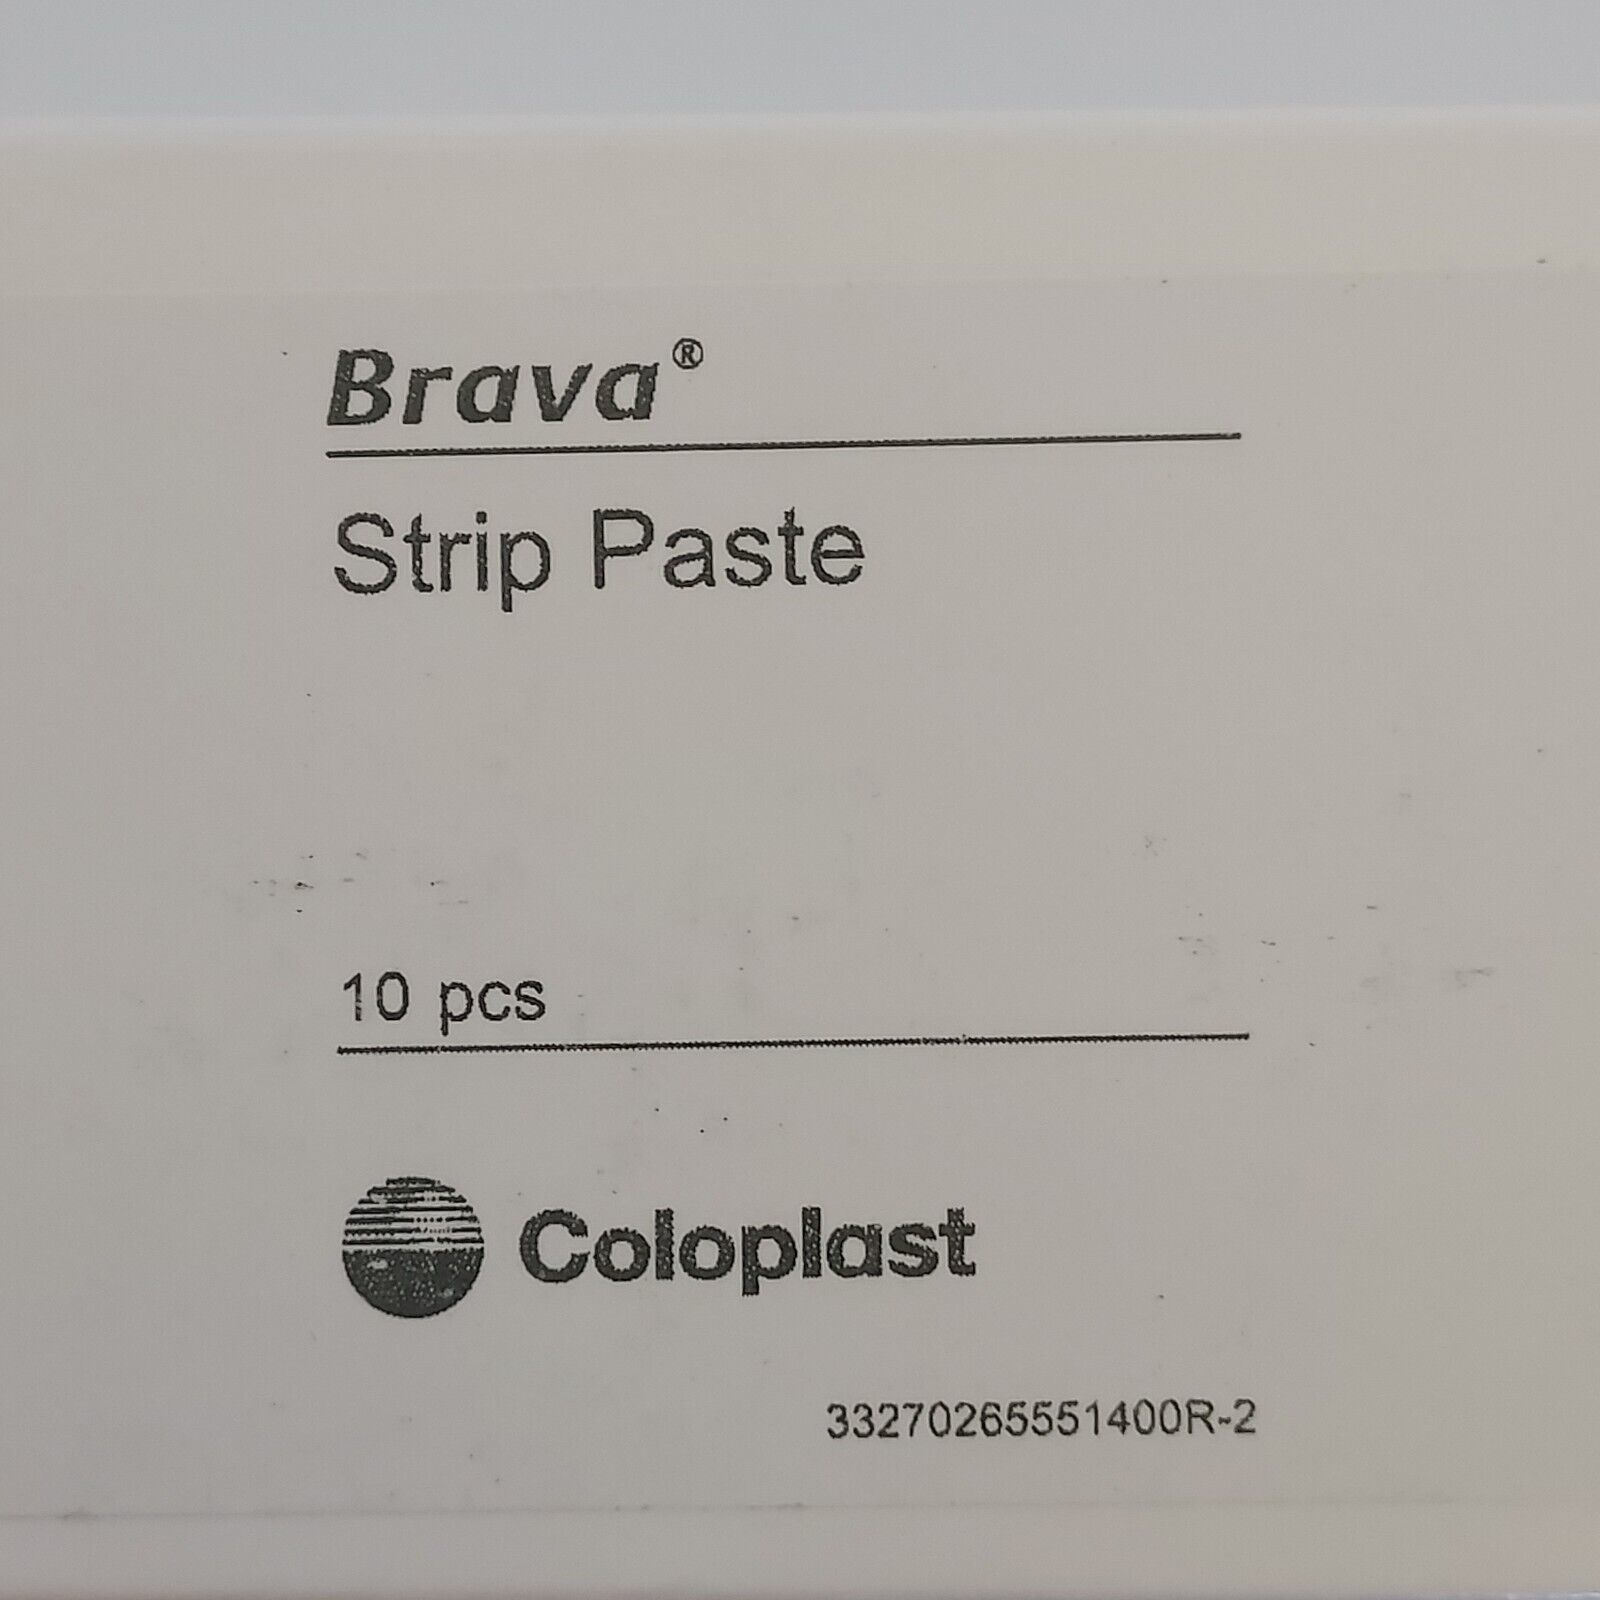 Brava®
Strip Paste
10 pcs
Coloplast
33270265551400R-2